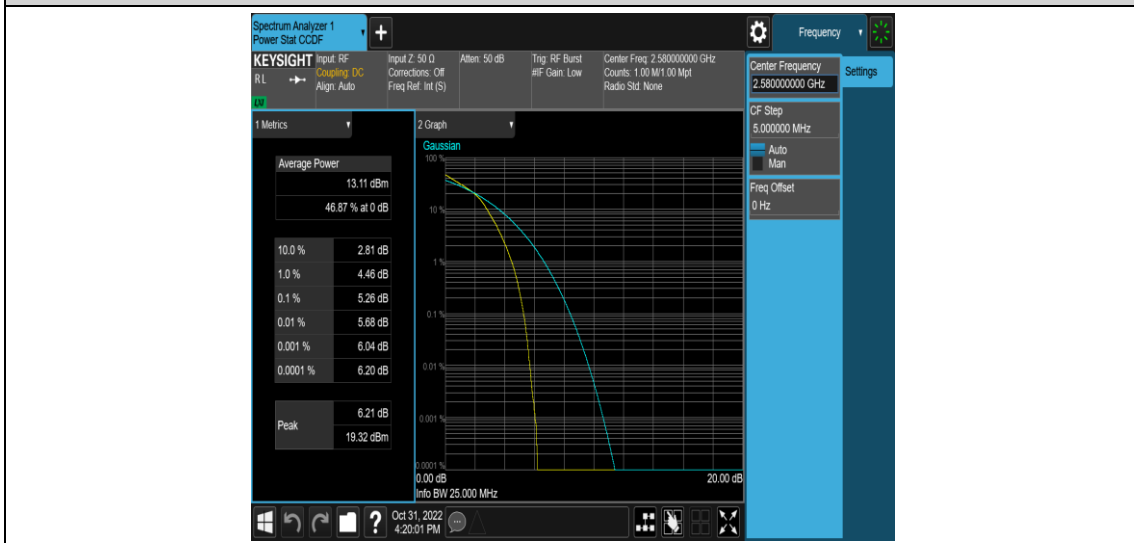 Spectrum Analyzer 1
Power Stat CCDF
+
Frequency
KEYSIGHT
RL
LNI
Input: RF
Coupling: DC
Align: Auto
Input Z: 50 Ω
Corrections: Off
Freq Ref: Int (S)
Atten: 50 dB
Trig: RF Burst
#IF Gain: Low
Center Freq: 2.580000000 GHz
Counts: 1.00 M/1.00 Mpt
Radio Std: None
Center Frequency
2.580000000 GHz
Settings
CF Step
5.000000 MHz
Auto
Man
Freq Offset
0 Hz
1 Metrics
Average Power
13.11 dBm
46.87 % at 0 dB
10.0 % 2.81 dB
1.0 % 4.46 dB
0.1 % 5.26 dB
0.01 % 5.68 dB
0.001 % 6.04 dB
0.0001 % 6.20 dB
Peak
6.21 dB
19.32 dBm
2 Graph
Gaussian
100 %
10 %
1 %
0.1 %
0.01 %
0.001 %
0.0001 %
0.00 dB
20.00 dB
Info BW 25.000 MHz
?
Oct 31, 2022
4:20:01 PM